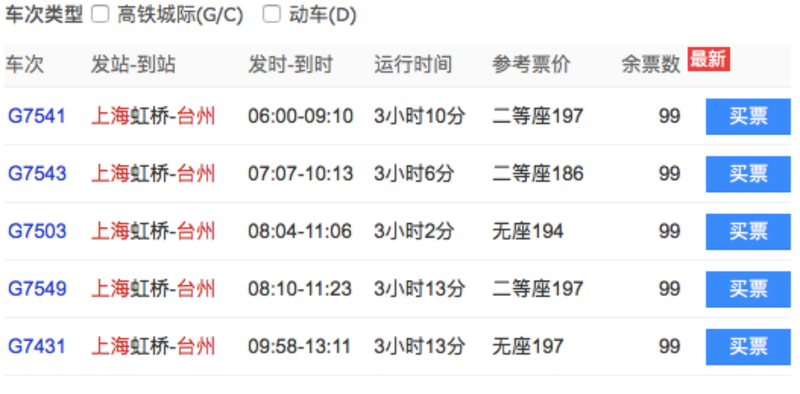 车次类型 高铁城际(G/C) 动车(D)
车次 发站-到站 发时-到时 运行时间 参考票价 余票数 最新
G7541 上海虹桥-台州 06:00-09:10 3小时10分 二等座197 99 买票
G7543 上海虹桥-台州 07:07-10:13 3小时6分 二等座186 99 买票
G7503 上海虹桥-台州 08:04-11:06 3小时2分 无座194 99 买票
G7549 上海虹桥-台州 08:10-11:23 3小时13分 二等座197 99 买票
G7431 上海虹桥-台州 09:58-13:11 3小时13分 无座197 99 买票